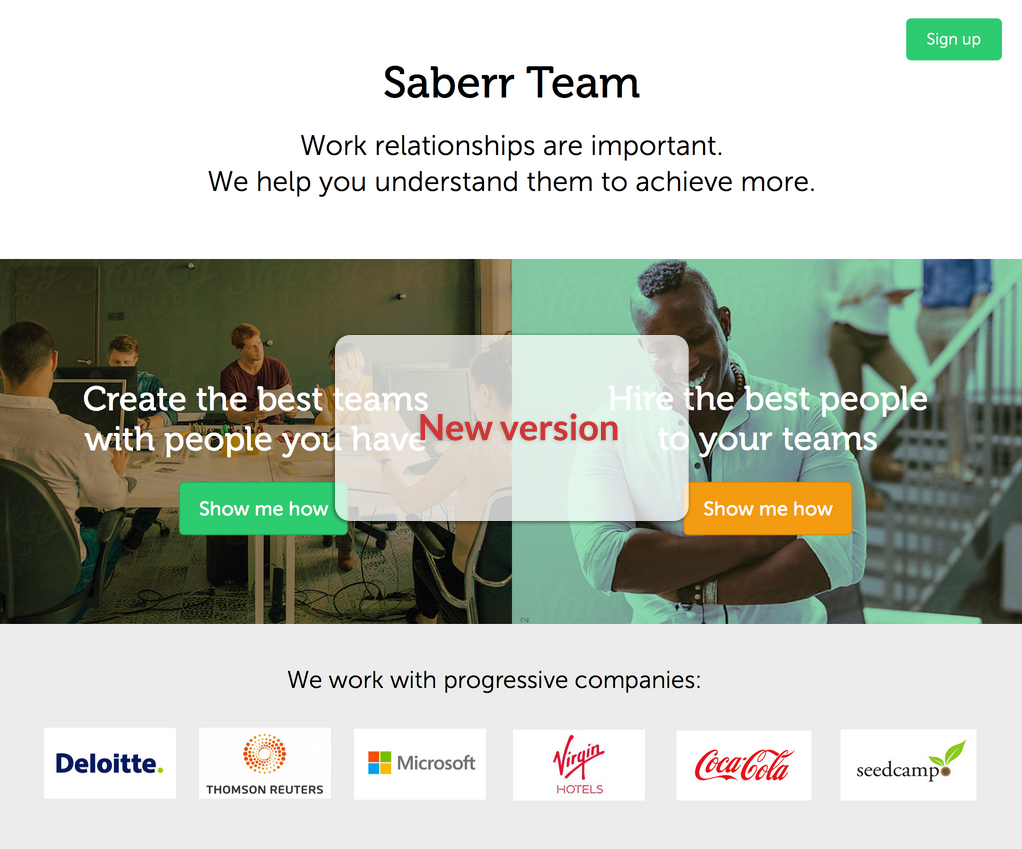 Sign up
Saberr Team
Work relationships are important.
We help you understand them to achieve more.
Create the best teams
with people you have
Show me how
New version
Hire the best people
to your teams
Show me how
We work with progressive companies:
Deloitte.
THOMSON REUTERS
Microsoft
Virgin
HOTELS
Coca-Cola
seedcamp